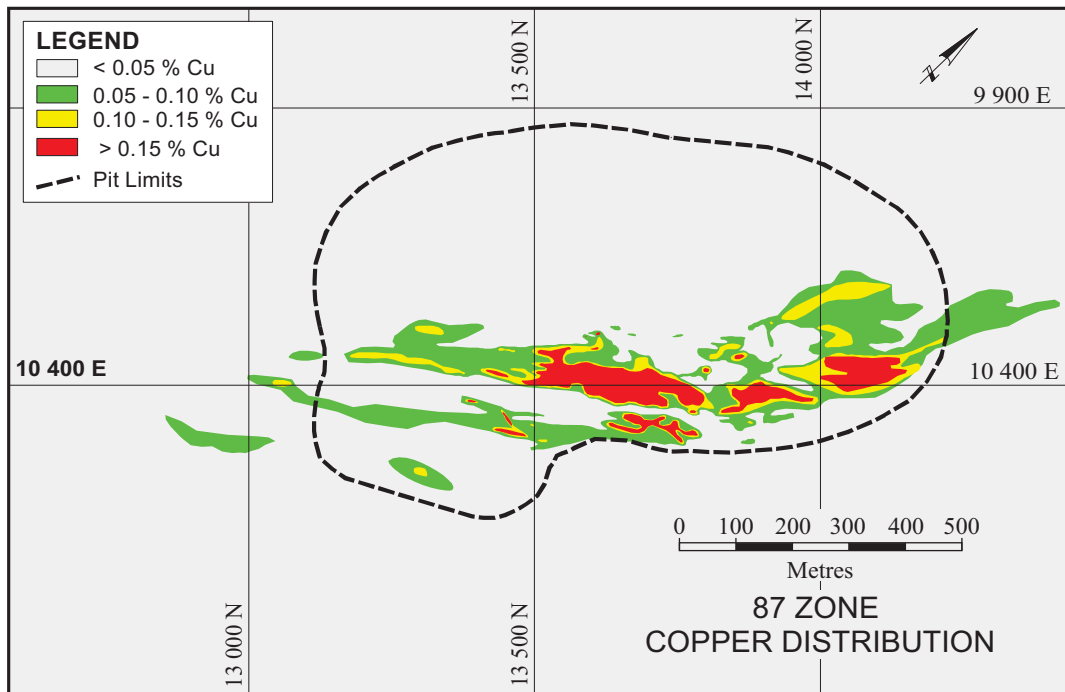 LEGEND
< 0.05 % Cu
0.05 - 0.10 % Cu
0.10 - 0.15 % Cu
> 0.15 % Cu
Pit Limits
13 500 N
14 000 N
N
9 900 E
10 400 E
10 400 E
0 100 200 300 400 500
Metres
13 000 N
13 500 N
87 ZONE
COPPER DISTRIBUTION